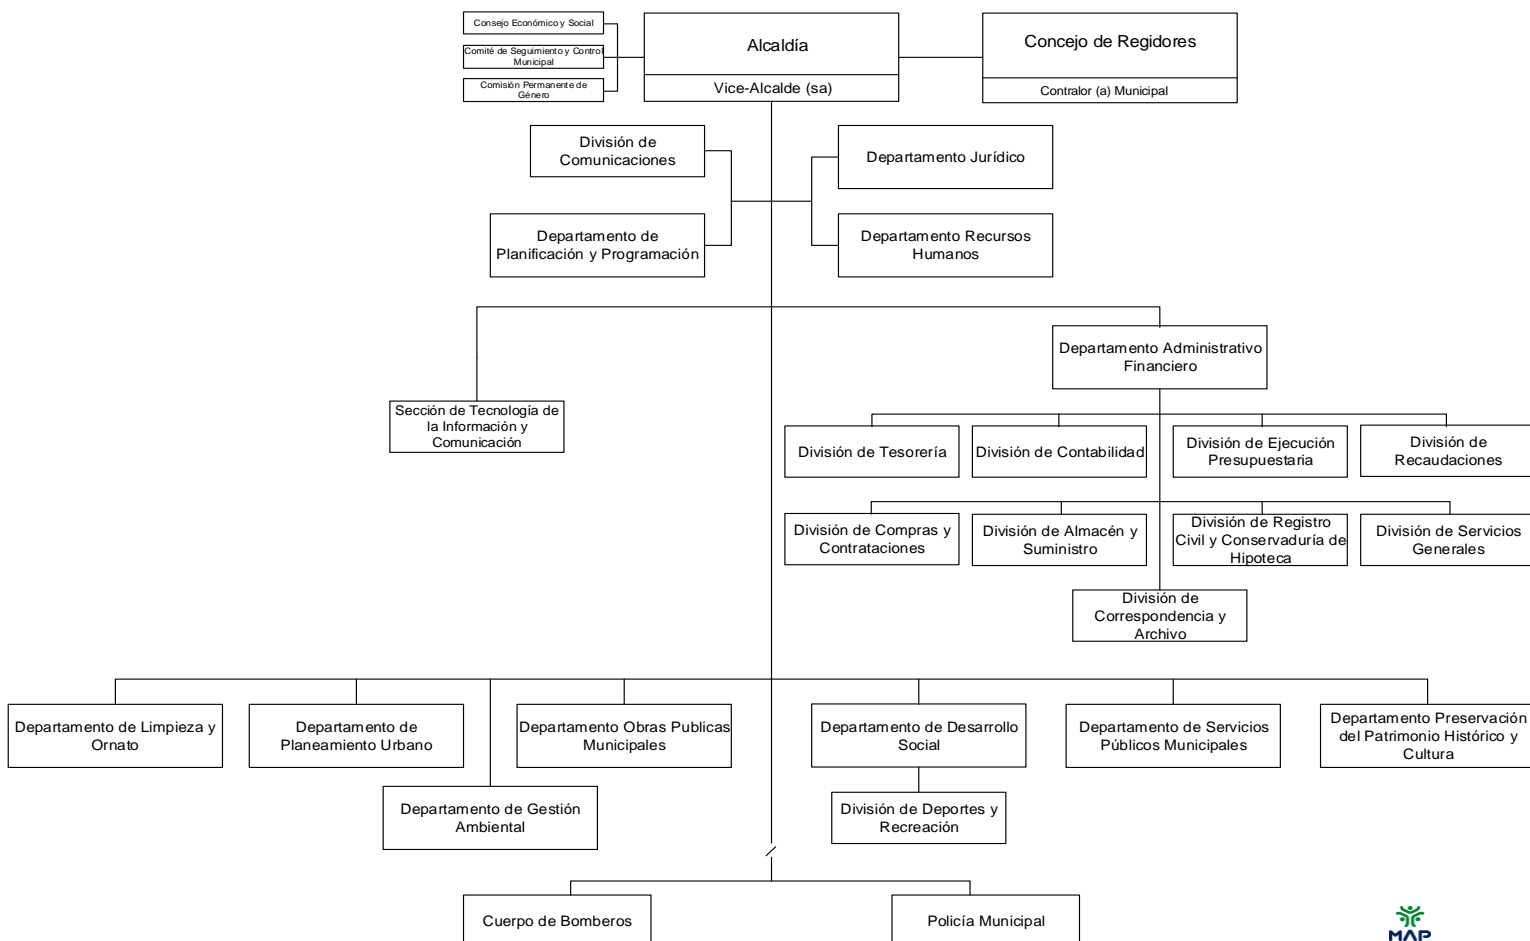 Consejo Económico y Social
Comité de Seguimiento y Control
Municipal
Comisión Permanente de
Género
Alcaldía
Vice-Alcalde (sa)
Concejo de Regidores
Contralor (a) Municipal
División de
Comunicaciones
Departamento Jurídico
Departamento de
Planificación y Programación
Departamento Recursos
Humanos
Departamento Administrativo
Financiero
Sección de Tecnología de
la Información y
Comunicación
División de Tesorería
División de Contabilidad
División de Ejecución
Presupuestaria
División de
Recaudaciones
División de Compras y
Contrataciones
División de Almacén y
Suministro
División de Registro
Civil y Conservaduría de
Hipoteca
División de Servicios
Generales
División de
Correspondencia y
Archivo
Departamento de Limpieza y
Ornato
Departamento de
Planeamiento Urbano
Departamento Obras Publicas
Municipales
Departamento de Desarrollo
Social
Departamento de Servicios
Públicos Municipales
Departamento Preservación
del Patrimonio Histórico y
Cultura
Departamento de Gestión
Ambiental
División de Deportes y
Recreación
Cuerpo de Bomberos
Policía Municipal
MAP